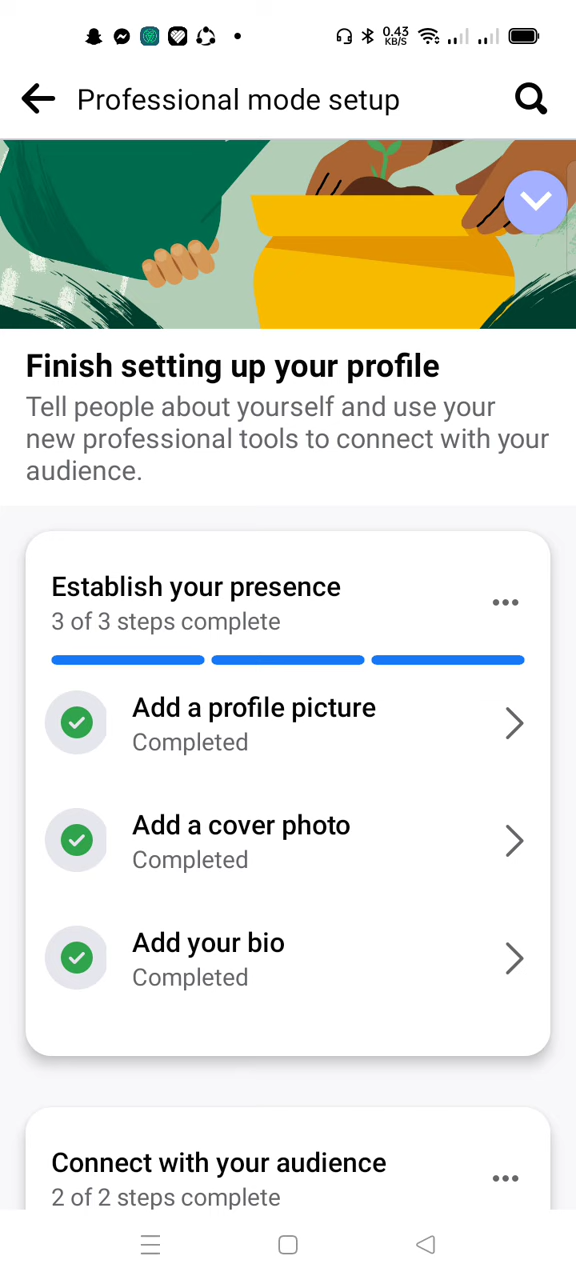 0.43
KB/S
Professional mode setup
Finish setting up your profile
Tell people about yourself and use your
new professional tools to connect with your
audience.
Establish your presence
3 of 3 steps complete
Add a profile picture
Completed
Add a cover photo
Completed
Add your bio
Completed
Connect with your audience
2 of 2 steps complete